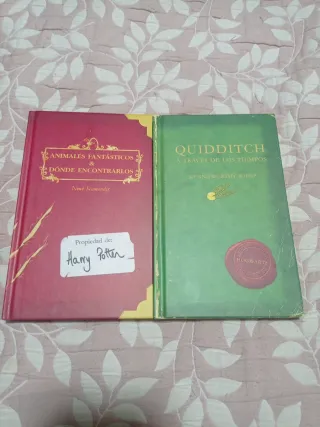 ANIMALES FANTÁSTICOS
&
DÓNDE ENCONTRARLOS
Newt Scamander
Propiedad de:
Harry Potter
QUIDDITCH
A TRAVÉS DE LOS TIEMPOS